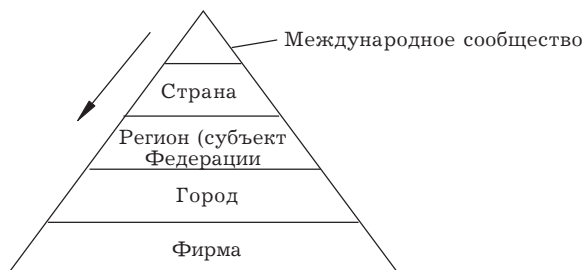 Международное сообщество
Страна
Регион (субъект
Федерации
Город
Фирма